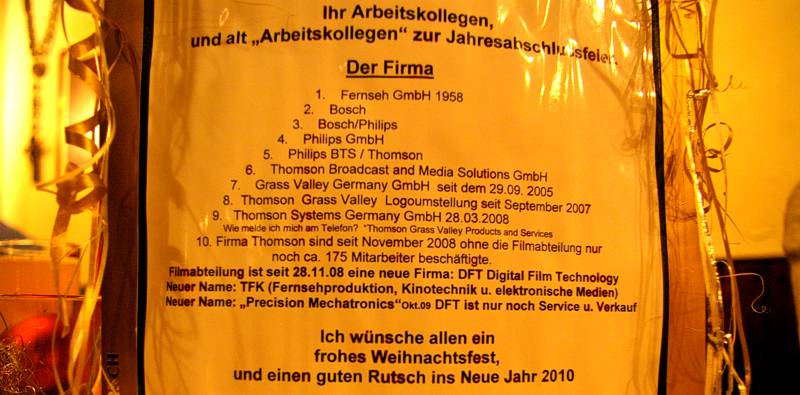 Ihr Arbeitskollegen,
und alt „Arbeitskollegen“ zur Jahresabschlussfeier.
Der Firma
1. Fernseh GmbH 1958
2. Bosch
3. Bosch/Philips
4. Philips GmbH
5. Philips BTS / Thomson
6. Thomson Broadcast and Media Solutions GmbH
7. Grass Valley Germany GmbH seit dem 29.09. 2005
8. Thomson Grass Valley Logoumstellung seit September 2007
9. Thomson Systems Germany GmbH 28.03.2008
Wie melde ich mich am Telefon? "Thomson Grass Valley Products and Services
10. Firma Thomson sind seit November 2008 ohne die Filmabteilung nur
noch ca. 175 Mitarbeiter beschäftigte.
Filmabteilung ist seit 28.11.08 eine neue Firma: DFT Digital Film Technology
Neuer Name: TFK (Fernsehproduktion, Kinotechnik u. elektronische Medien)
Neuer Name: „Precision Mechatronics“Okt.09 DFT ist nur noch Service u. Verkauf
Ich wünsche allen ein
frohes Weihnachtsfest,
und einen guten Rutsch ins Neue Jahr 2010
CH